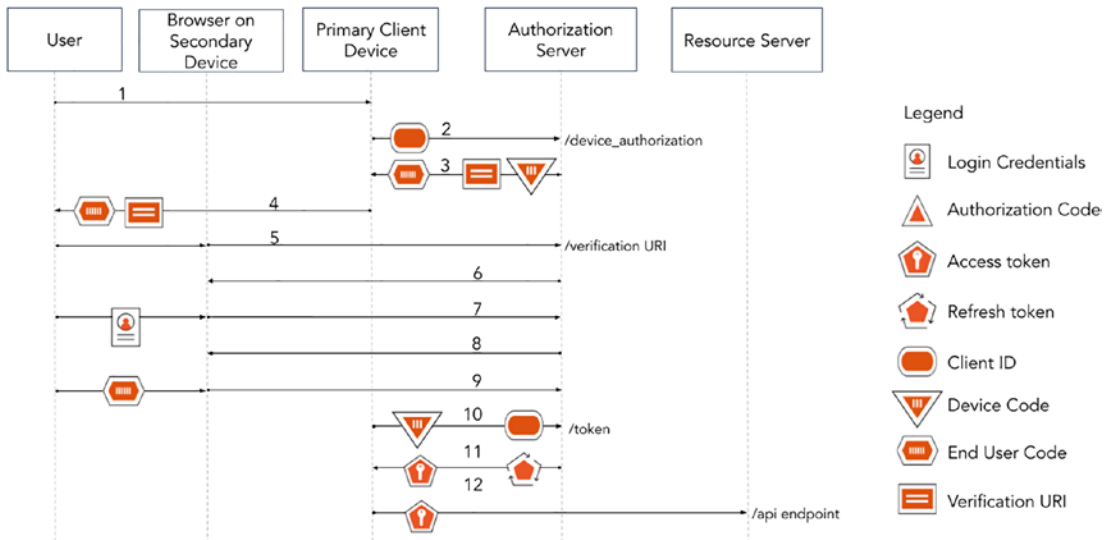 User
Browser on
Secondary
Device
Primary Client
Device
Authorization
Server
Resource Server
1
2
/device_authorization
3
4
5
/verification URI
6
7
8
9
10
/token
11
12
/api endpoint
Legend
Login Credentials
Authorization Code
Access token
Refresh token
Client ID
Device Code
End User Code
Verification URI